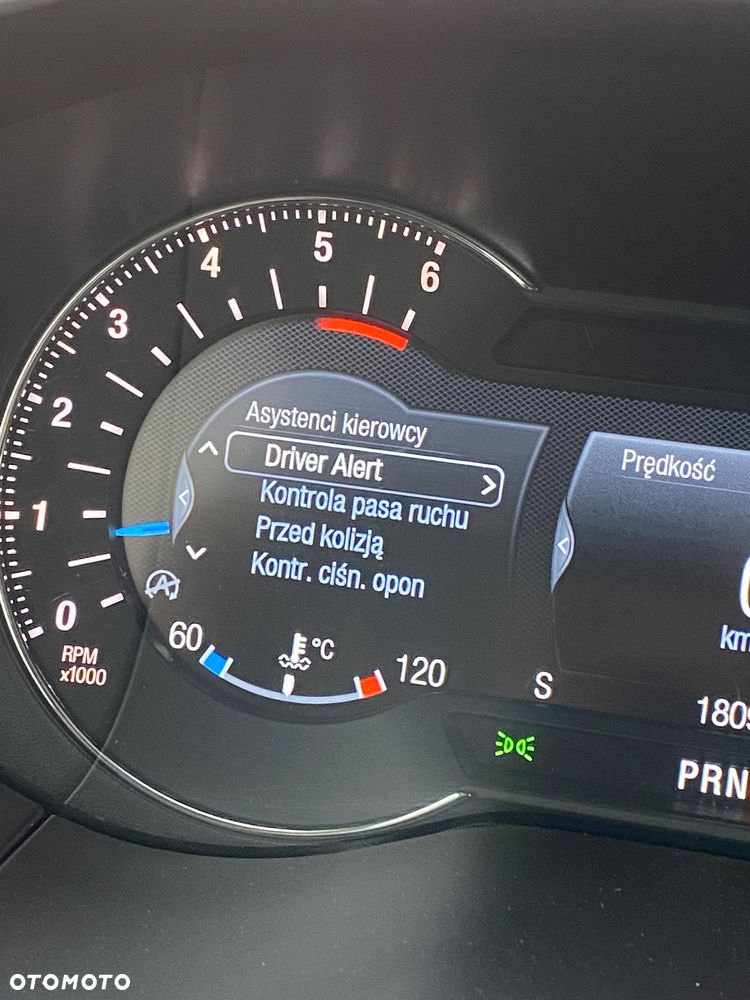 5
4
6
3
2
1
0
RPM
x1000
Asystenci kierowcy
Driver Alert
Kontrola pasa ruchu
Przed kolizją
Kontr. ciśn. opon
60
°C
120
Prędkość
S
PRN
OTOMOTO